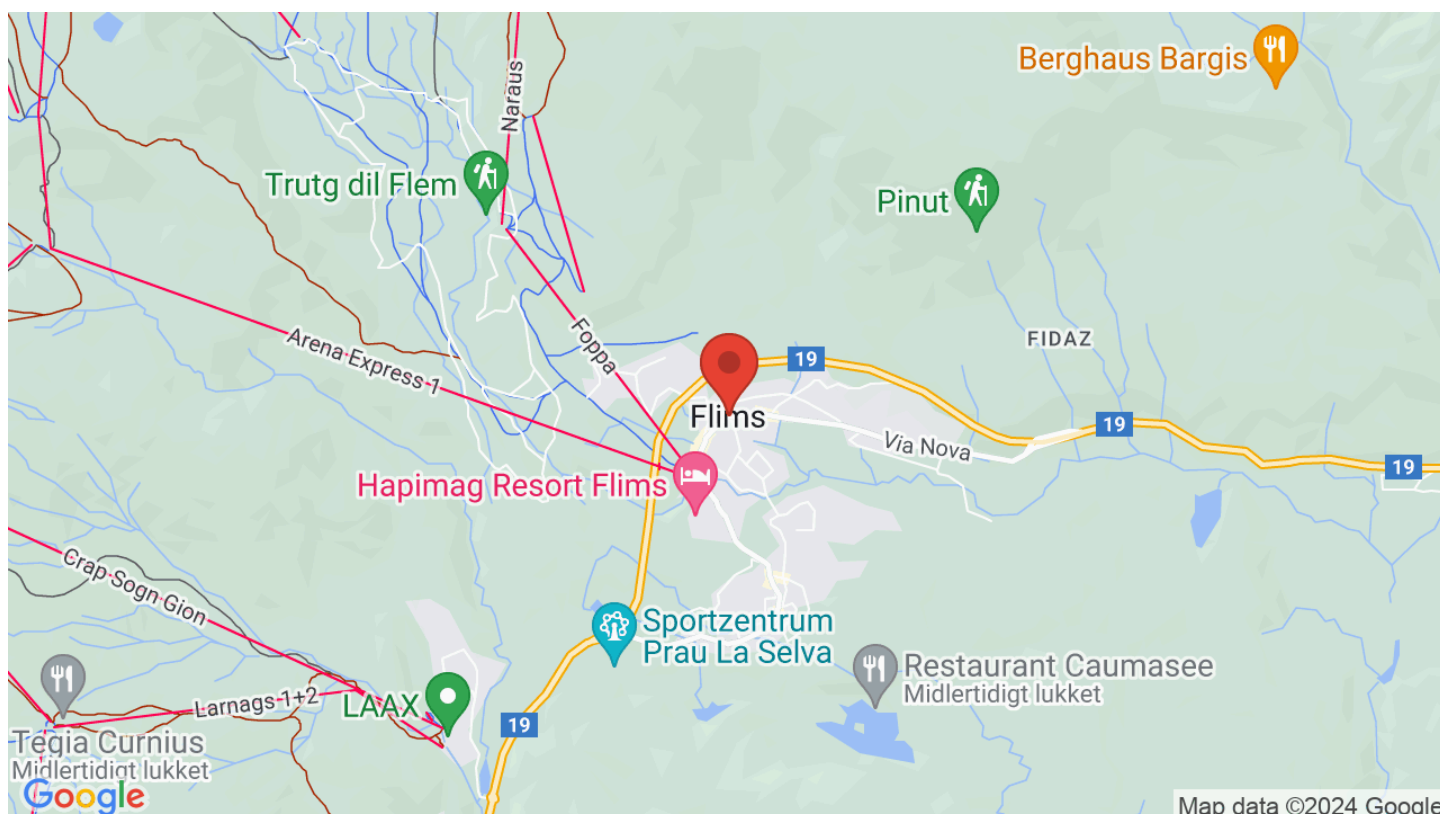 Berghaus Bargis
Naraus
Trutg dil Flem
Pinut
FIDAZ
Foppa
Arena Express 1
19
Flims
19
Via Nova
19
Hapimag Resort Flims
Crap Sogn Gion
Sportzentrum
Prau La Selva
Restaurant Caumasee
Midlertidigt lukket
Larnags 1+2
LAAX
19
Tegia Curnius
Midlertidigt lukket
Google
Map data ©2024 Google